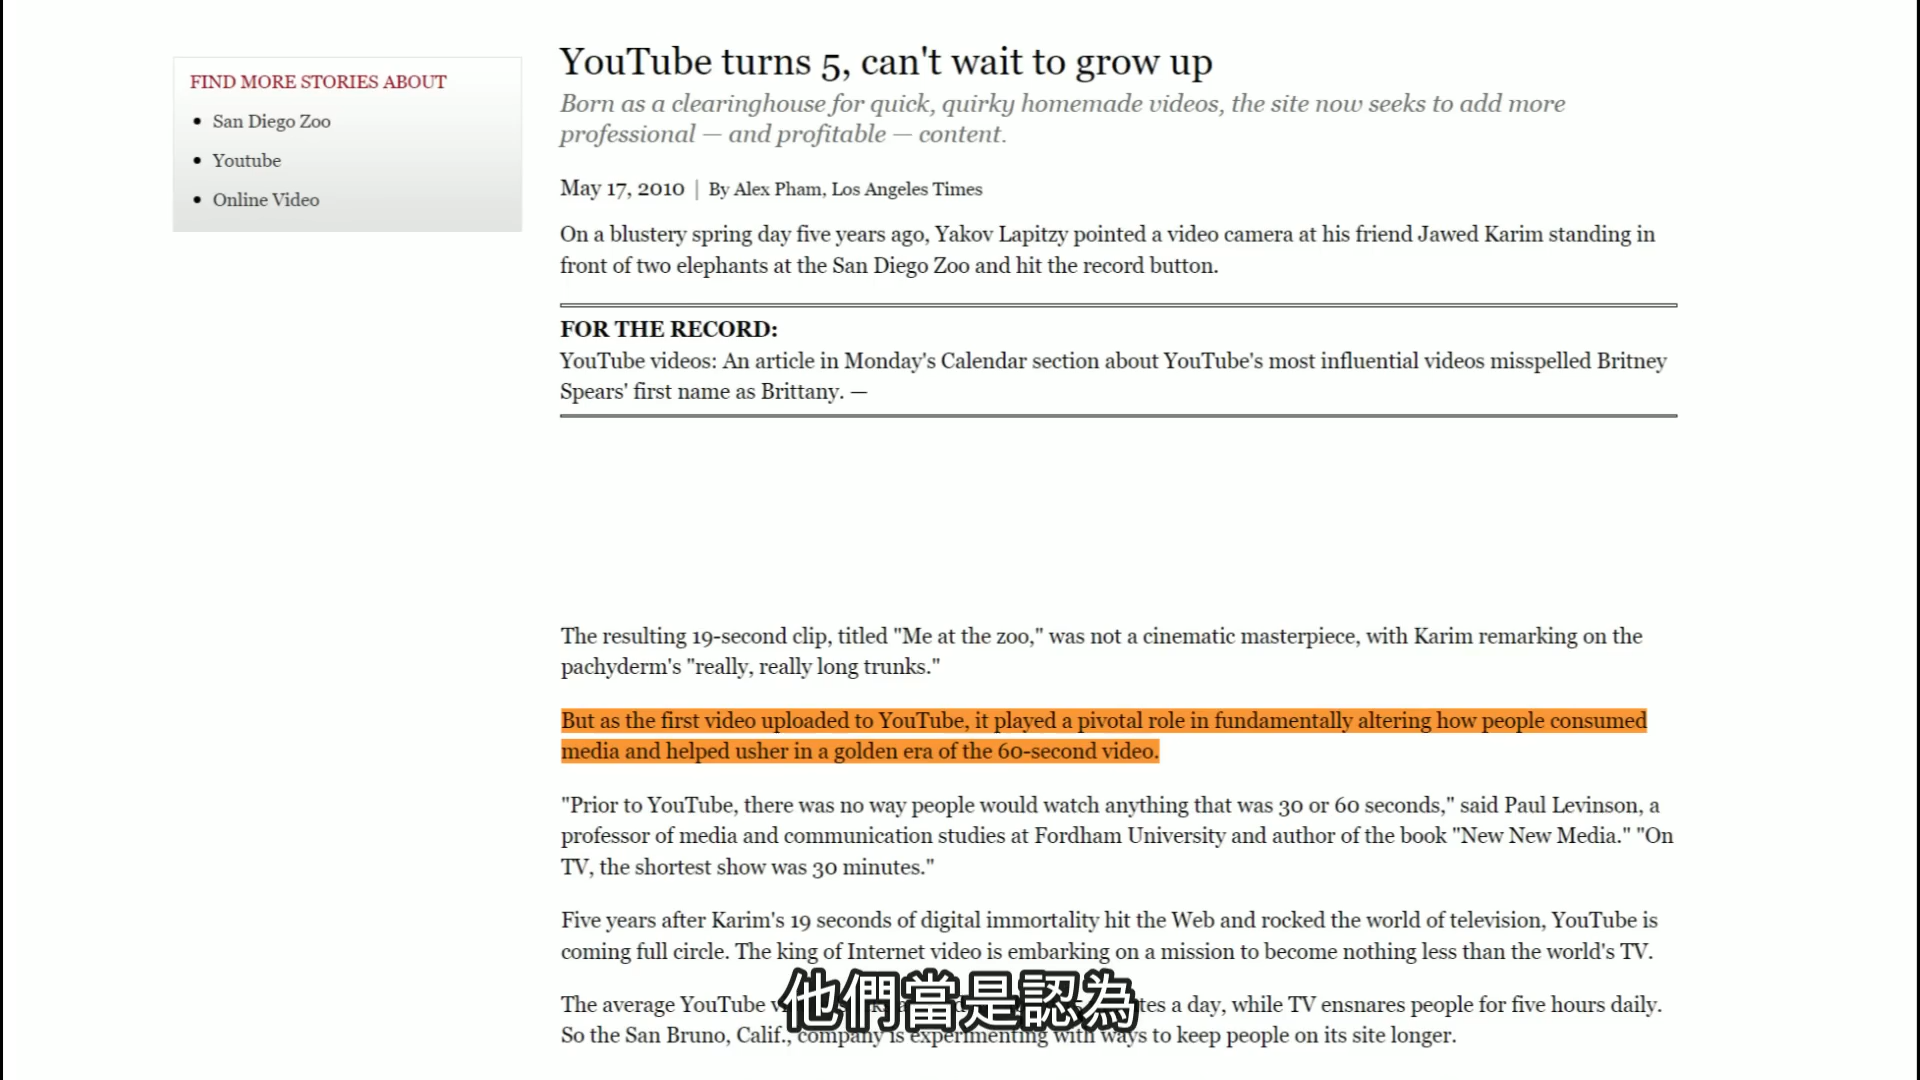 FIND MORE STORIES ABOUT
San Diego Zoo
Youtube
Online Video
YouTube turns 5, can't wait to grow up
Born as a clearinghouse for quick, quirky homemade videos, the site now seeks to add more
professional — and profitable — content.
May 17, 2010 | By Alex Pham, Los Angeles Times
On a blustery spring day five years ago, Yakov Lapitzy pointed a video camera at his friend Jawed Karim standing in
front of two elephants at the San Diego Zoo and hit the record button.
FOR THE RECORD:
YouTube videos: An article in Monday's Calendar section about YouTube's most influential videos misspelled Britney
Spears' first name as Brittany. —
The resulting 19-second clip, titled "Me at the zoo," was not a cinematic masterpiece, with Karim remarking on the
pachyderm's "really, really long trunks."
But as the first video uploaded to YouTube, it played a pivotal role in fundamentally altering how people consumed
media and helped usher in a golden era of the 60-second video.
"Prior to YouTube, there was no way people would watch anything that was 30 or 60 seconds," said Paul Levinson, a
professor of media and communication studies at Fordham University and author of the book "New New Media." "On
TV, the shortest show was 30 minutes."
Five years after Karim's 19 seconds of digital immortality hit the Web and rocked the world of television, YouTube is
coming full circle. The king of Internet video is embarking on a mission to become nothing less than the world's TV.
The average YouTube a day, while TV ensnares people for five hours daily.
So the San Bruno, Calif., company is experimenting with ways to keep people on its site longer.
他們當是認為